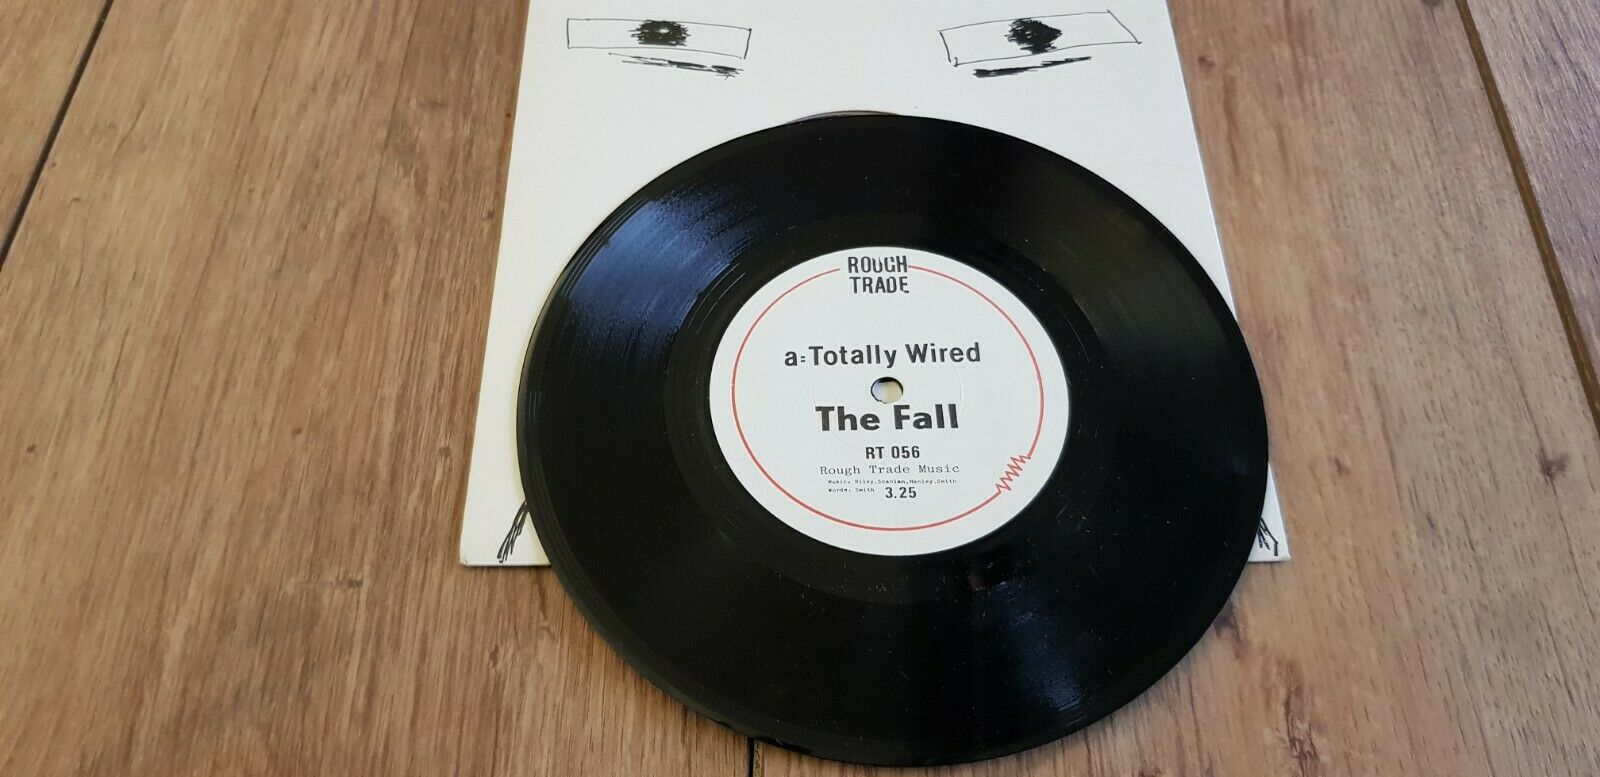 ROUGH
TRADE
a:Totally Wired
The Fall
RT 056
Rough Trade Music
Music: Riley,Scanlan,Hanley,Smith
Words: Smith 3.25